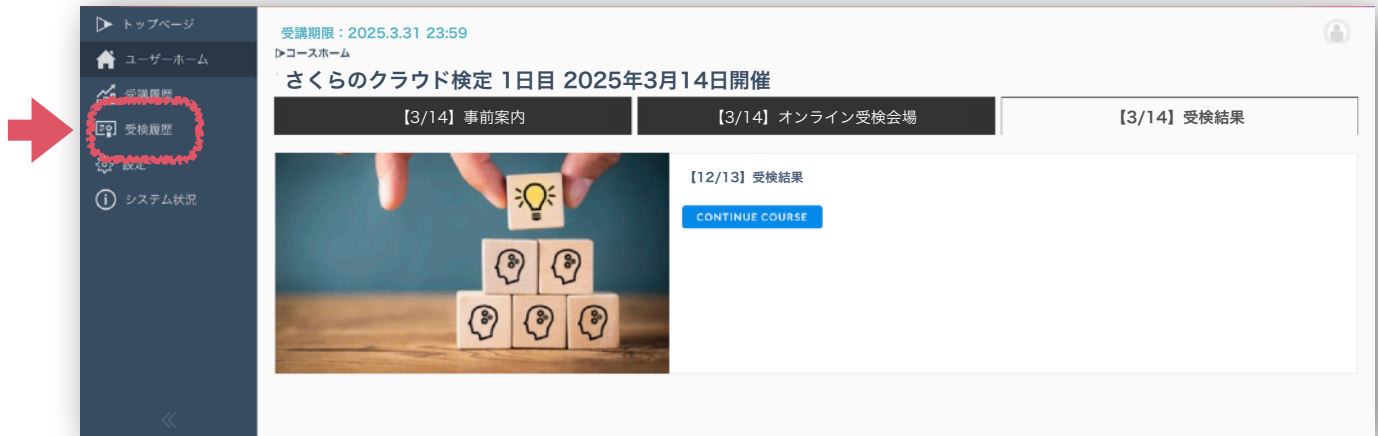 トップページ
ユーザーホーム
受講履歴
受検履歴
設定
システム状況
受講期限：2025.3.31 23:59
コースホーム
さくらのクラウド検定 1日目 2025年3月14日開催
【3/14】事前案内
【3/14】オンライン受検会場
【3/14】受検結果
【12/13】受検結果
CONTINUE COURSE